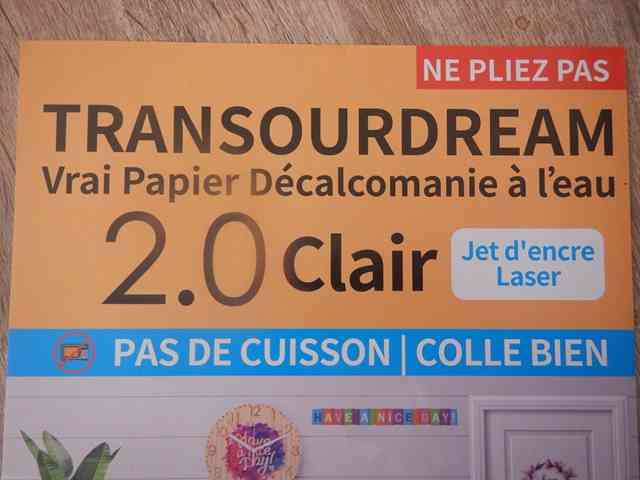 NE PLIEZ PAS
TRANSOURDREAM
Vrai Papier Décalcomanie à l'eau
2.0 Clair
Jet d'encre
Laser
PAS DE CUISSON | COLLE BIEN
HAVE A NICE DAY!